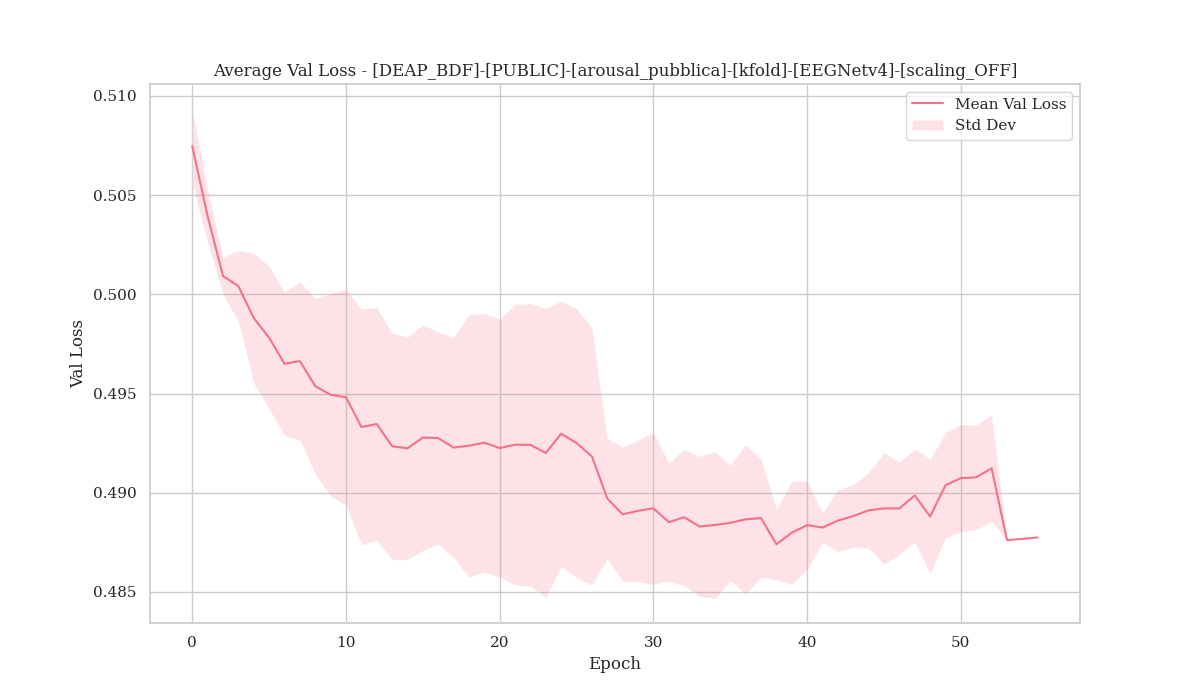 Average Val Loss - [DEAP_BDF]-[PUBLIC]-[arousal_pubblica]-[kfold]-[EEGNetv4]-[scaling_OFF]
Mean Val Loss
Std Dev
0.510
0.505
0.500
0.495
0.490
0.485
Val Loss
0 10 20 30 40 50
Epoch